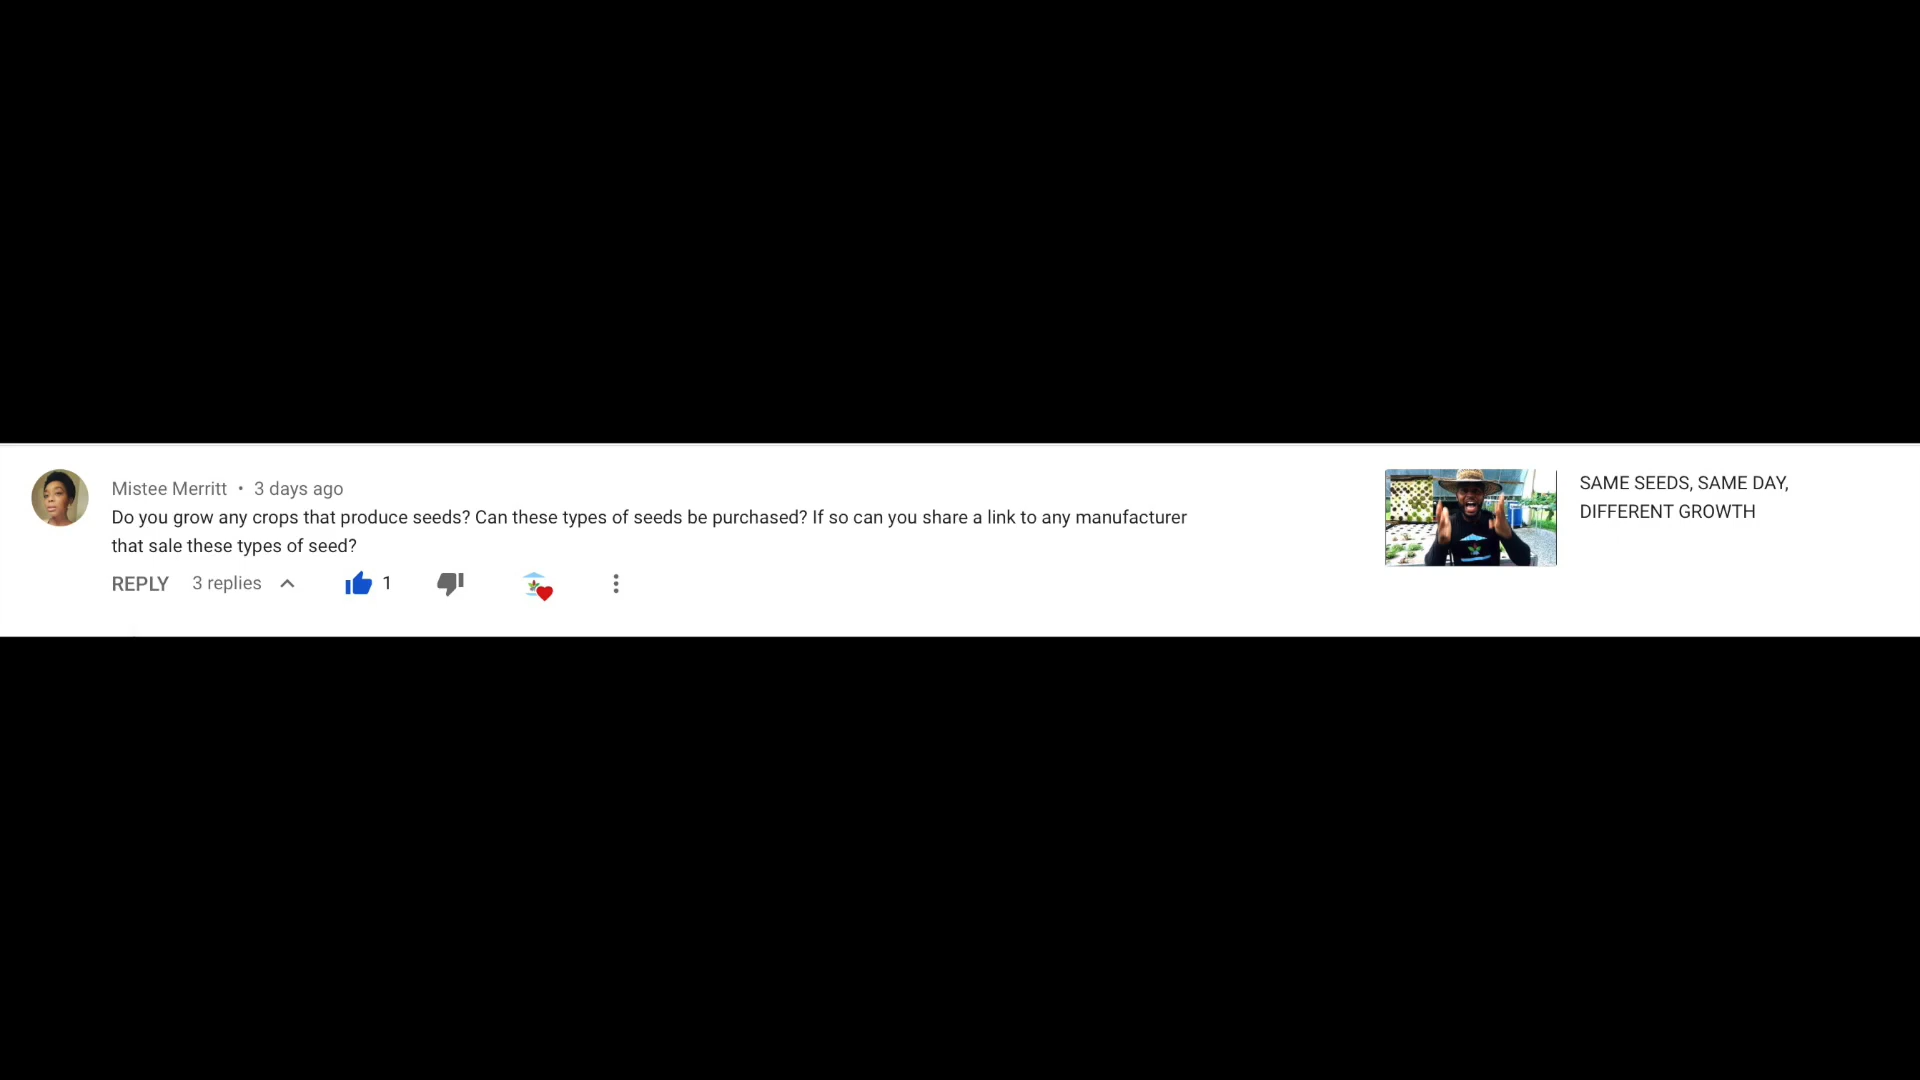 Mistee Merritt • 3 days ago
Do you grow any crops that produce seeds? Can these types of seeds be purchased? If so can you share a link to any manufacturer
that sale these types of seed?
REPLY 3 replies 1
SAME SEEDS, SAME DAY,
DIFFERENT GROWTH